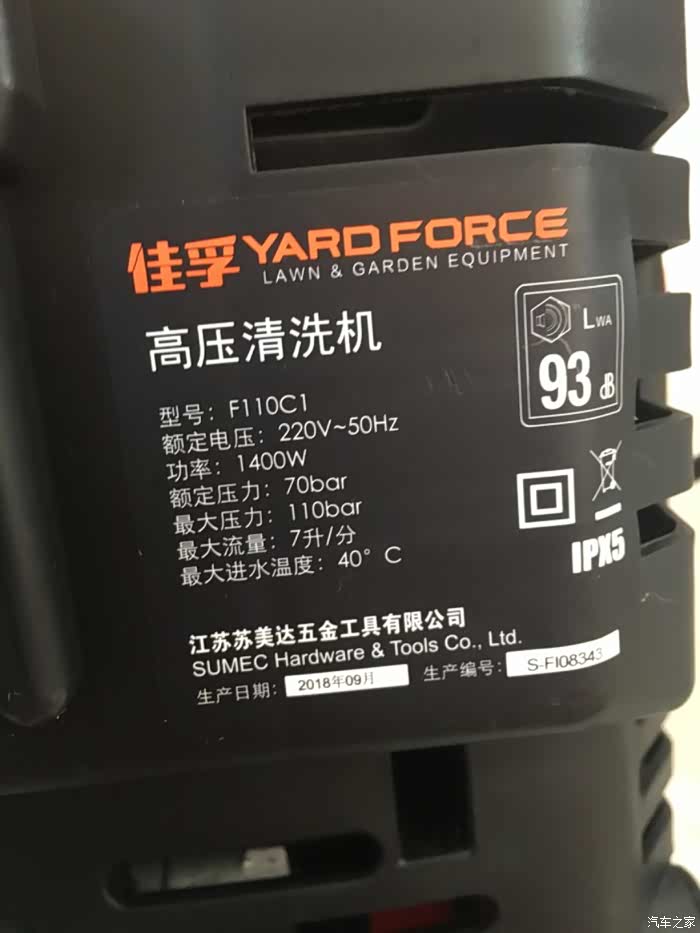 佳孚 YARD FORCE
LAWN & GARDEN EQUIPMENT
高压清洗机
LWA
93 dB
型号：F110C1
额定电压：220V~50Hz
功率：1400W
额定压力：70bar
最大压力：110bar
最大流量：7升/分
最大进水温度：40°C
IPX5
江苏苏美达五金工具有限公司
SUMEC Hardware & Tools Co., Ltd.
生产日期：2018年09月 生产编号：S-FI08343
汽车之家